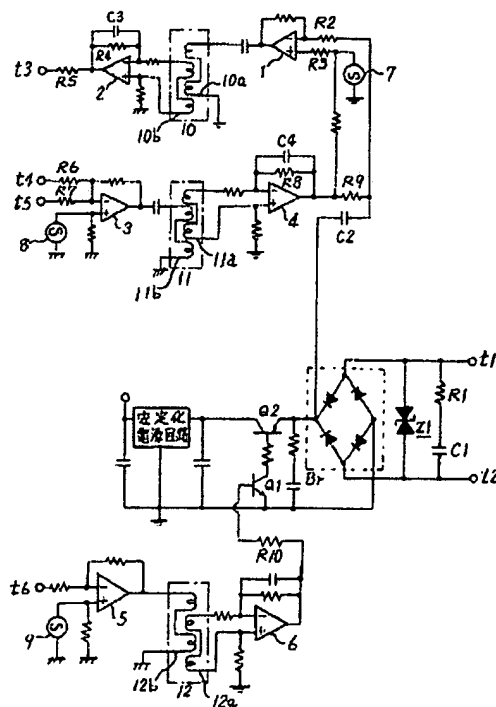 C3
R4
t3
R5
2
10a
10b
10
1
R2
R3
S
7
t4
R6
t5
R7
S
8
3
11a
11b
11
C4
R8
4
R9
C2
t1
R1
Z1
C1
t2
安定化
電源回路
Q2
Q1
Br
R10
t6
S
9
5
12b
12
12a
6